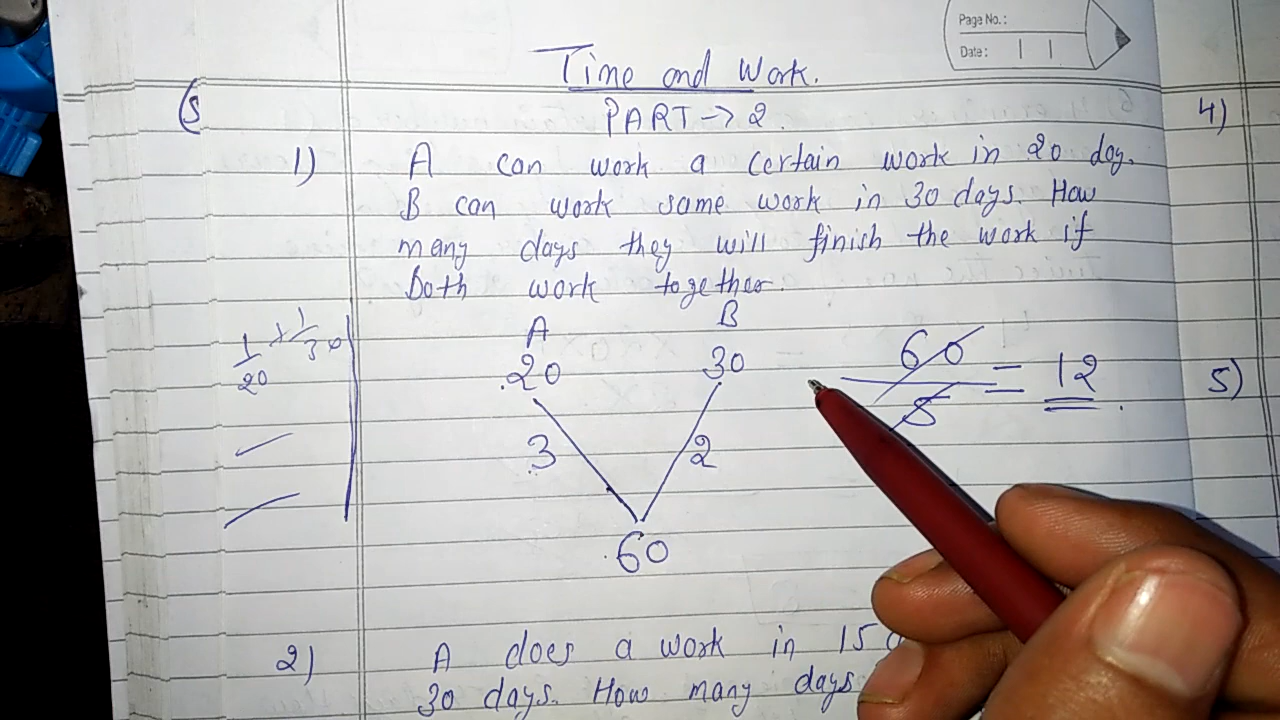 Page No.:
Date:
Time and Work.
(S
PART → 2.
1) A can work a certain work in 20 day.
B can work same work in 30 days. How
many days they will finish the work if
both work together.
A B
20 30
3 2
60
1/20 + 1/30
60/5 = 12.
2) A does a work in 15
30 days. How many days
4)
5)